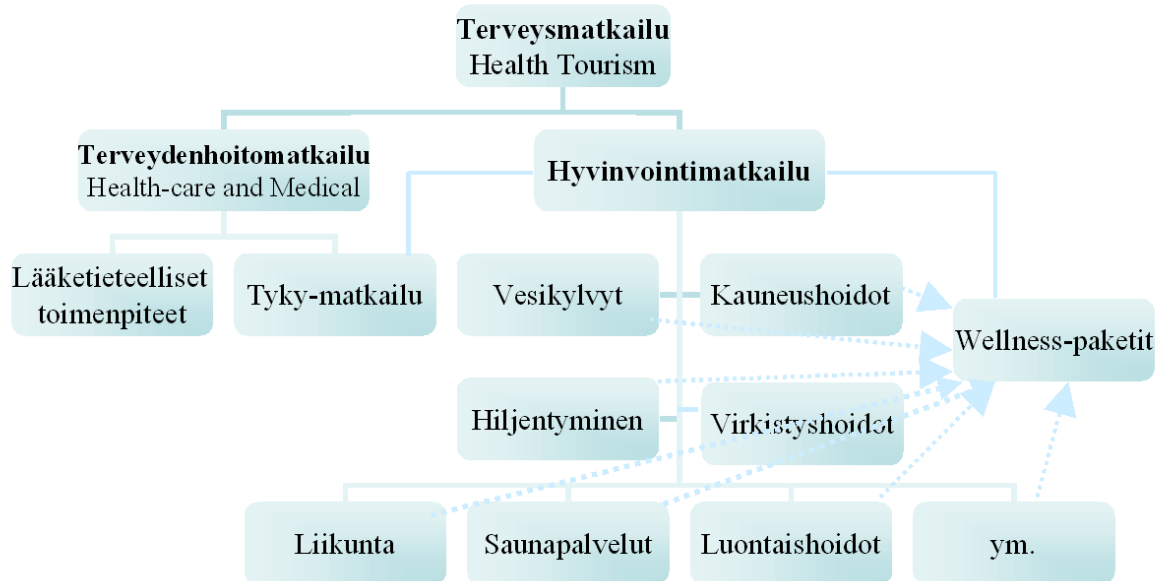 Terveysmatkailu
Health Tourism
Terveydenhoitomatkailu
Health-care and Medical
Hyvinvointimatkailu
Lääketieteelliset
toimenpiteet
Tyky-matkailu
Vesikylvyt
Kauneushoidot
Wellness-paketit
Hiljentyminen
Virkistyshoidot
Liikunta
Saunapalvelut
Luontaishoidot
ym.